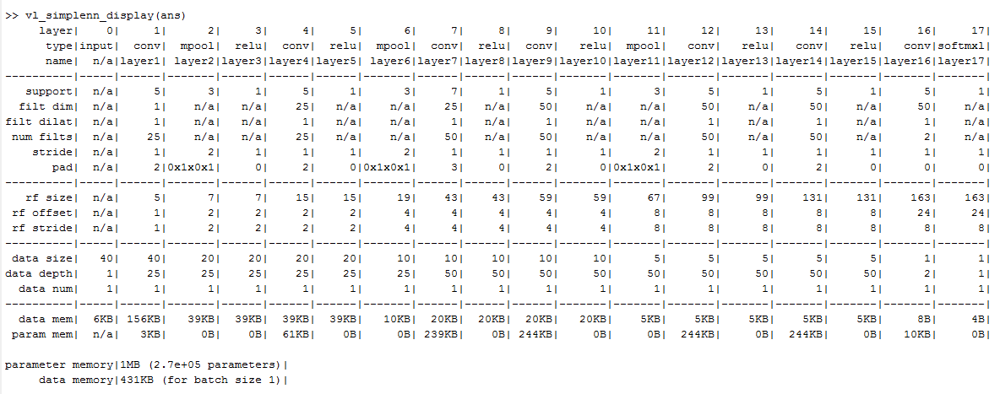 >> vl_simplenn_display(ans)
layer| 0| 1| 2| 3| 4| 5| 6| 7| 8| 9| 10| 11| 12| 13| 14| 15| 16| 17|
type|input| conv| mpool| relu| conv| relu| mpool| conv| relu| conv| relu| mpool| conv| relu| conv| relu| conv|softmxl|
name| n/a|layer1| layer2|layer3|layer4|layer5| layer6|layer7|layer8|layer9|layer10|layer11|layer12|layer13|layer14|layer15|layer16|layer17|
----------|-----|------|-------|------|------|------|-------|------|------|------|-------|-------|-------|-------|-------|-------|-------|-------|
support| n/a| 5| 3| 1| 5| 1| 3| 7| 1| 5| 1| 3| 5| 1| 5| 1| 5| 1|
filt dim| n/a| 1| n/a| n/a| 25| n/a| n/a| 25| n/a| 50| n/a| n/a| 50| n/a| 50| n/a| 50| n/a|
filt dilat| n/a| 1| n/a| n/a| 1| n/a| n/a| 1| n/a| 1| n/a| n/a| 1| n/a| 1| n/a| 1| n/a|
num filts| n/a| 25| n/a| n/a| 25| n/a| n/a| 50| n/a| 50| n/a| n/a| 50| n/a| 50| n/a| 2| n/a|
stride| n/a| 1| 2| 1| 1| 1| 2| 1| 1| 1| 1| 2| 1| 1| 1| 1| 1| 1|
pad| n/a| 2|0x1x0x1| 0| 2| 0|0x1x0x1| 3| 0| 2| 0|0x1x0x1| 2| 0| 2| 0| 0| 0|
----------|-----|------|-------|------|------|------|-------|------|------|------|-------|-------|-------|-------|-------|-------|-------|-------|
rf size| n/a| 5| 7| 7| 15| 15| 19| 43| 43| 59| 59| 67| 99| 99| 131| 131| 163| 163|
rf offset| n/a| 1| 2| 2| 2| 2| 4| 4| 4| 4| 4| 8| 8| 8| 8| 8| 24| 24|
rf stride| n/a| 1| 2| 2| 2| 2| 4| 4| 4| 4| 4| 8| 8| 8| 8| 8| 8| 8|
----------|-----|------|-------|------|------|------|-------|------|------|------|-------|-------|-------|-------|-------|-------|-------|-------|
data size| 40| 40| 20| 20| 20| 20| 10| 10| 10| 10| 10| 5| 5| 5| 5| 5| 1| 1|
data depth| 1| 25| 25| 25| 25| 25| 25| 50| 50| 50| 50| 50| 50| 50| 50| 50| 2| 1|
data num| 1| 1| 1| 1| 1| 1| 1| 1| 1| 1| 1| 1| 1| 1| 1| 1| 1| 1|
----------|-----|------|-------|------|------|------|-------|------|------|------|-------|-------|-------|-------|-------|-------|-------|-------|
data mem| 6KB| 156KB| 39KB| 39KB| 39KB| 39KB| 10KB| 20KB| 20KB| 20KB| 20KB| 5KB| 5KB| 5KB| 5KB| 5KB| 8B| 4B|
param mem| n/a| 3KB| 0B| 0B| 61KB| 0B| 0B| 239KB| 0B| 244KB| 0B| 0B| 244KB| 0B| 244KB| 0B| 10KB| 0B|
parameter memory|1MB (2.7e+05 parameters)|
data memory|431KB (for batch size 1)|